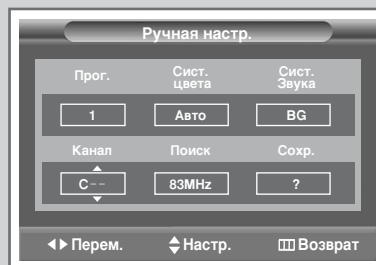 Ручная настр.
Прог. Сист. цвета Сист. Звука
1 Авто BG
Канал Поиск Сохр.
C-- 83MHz ?
Перем. Настр. Возврат